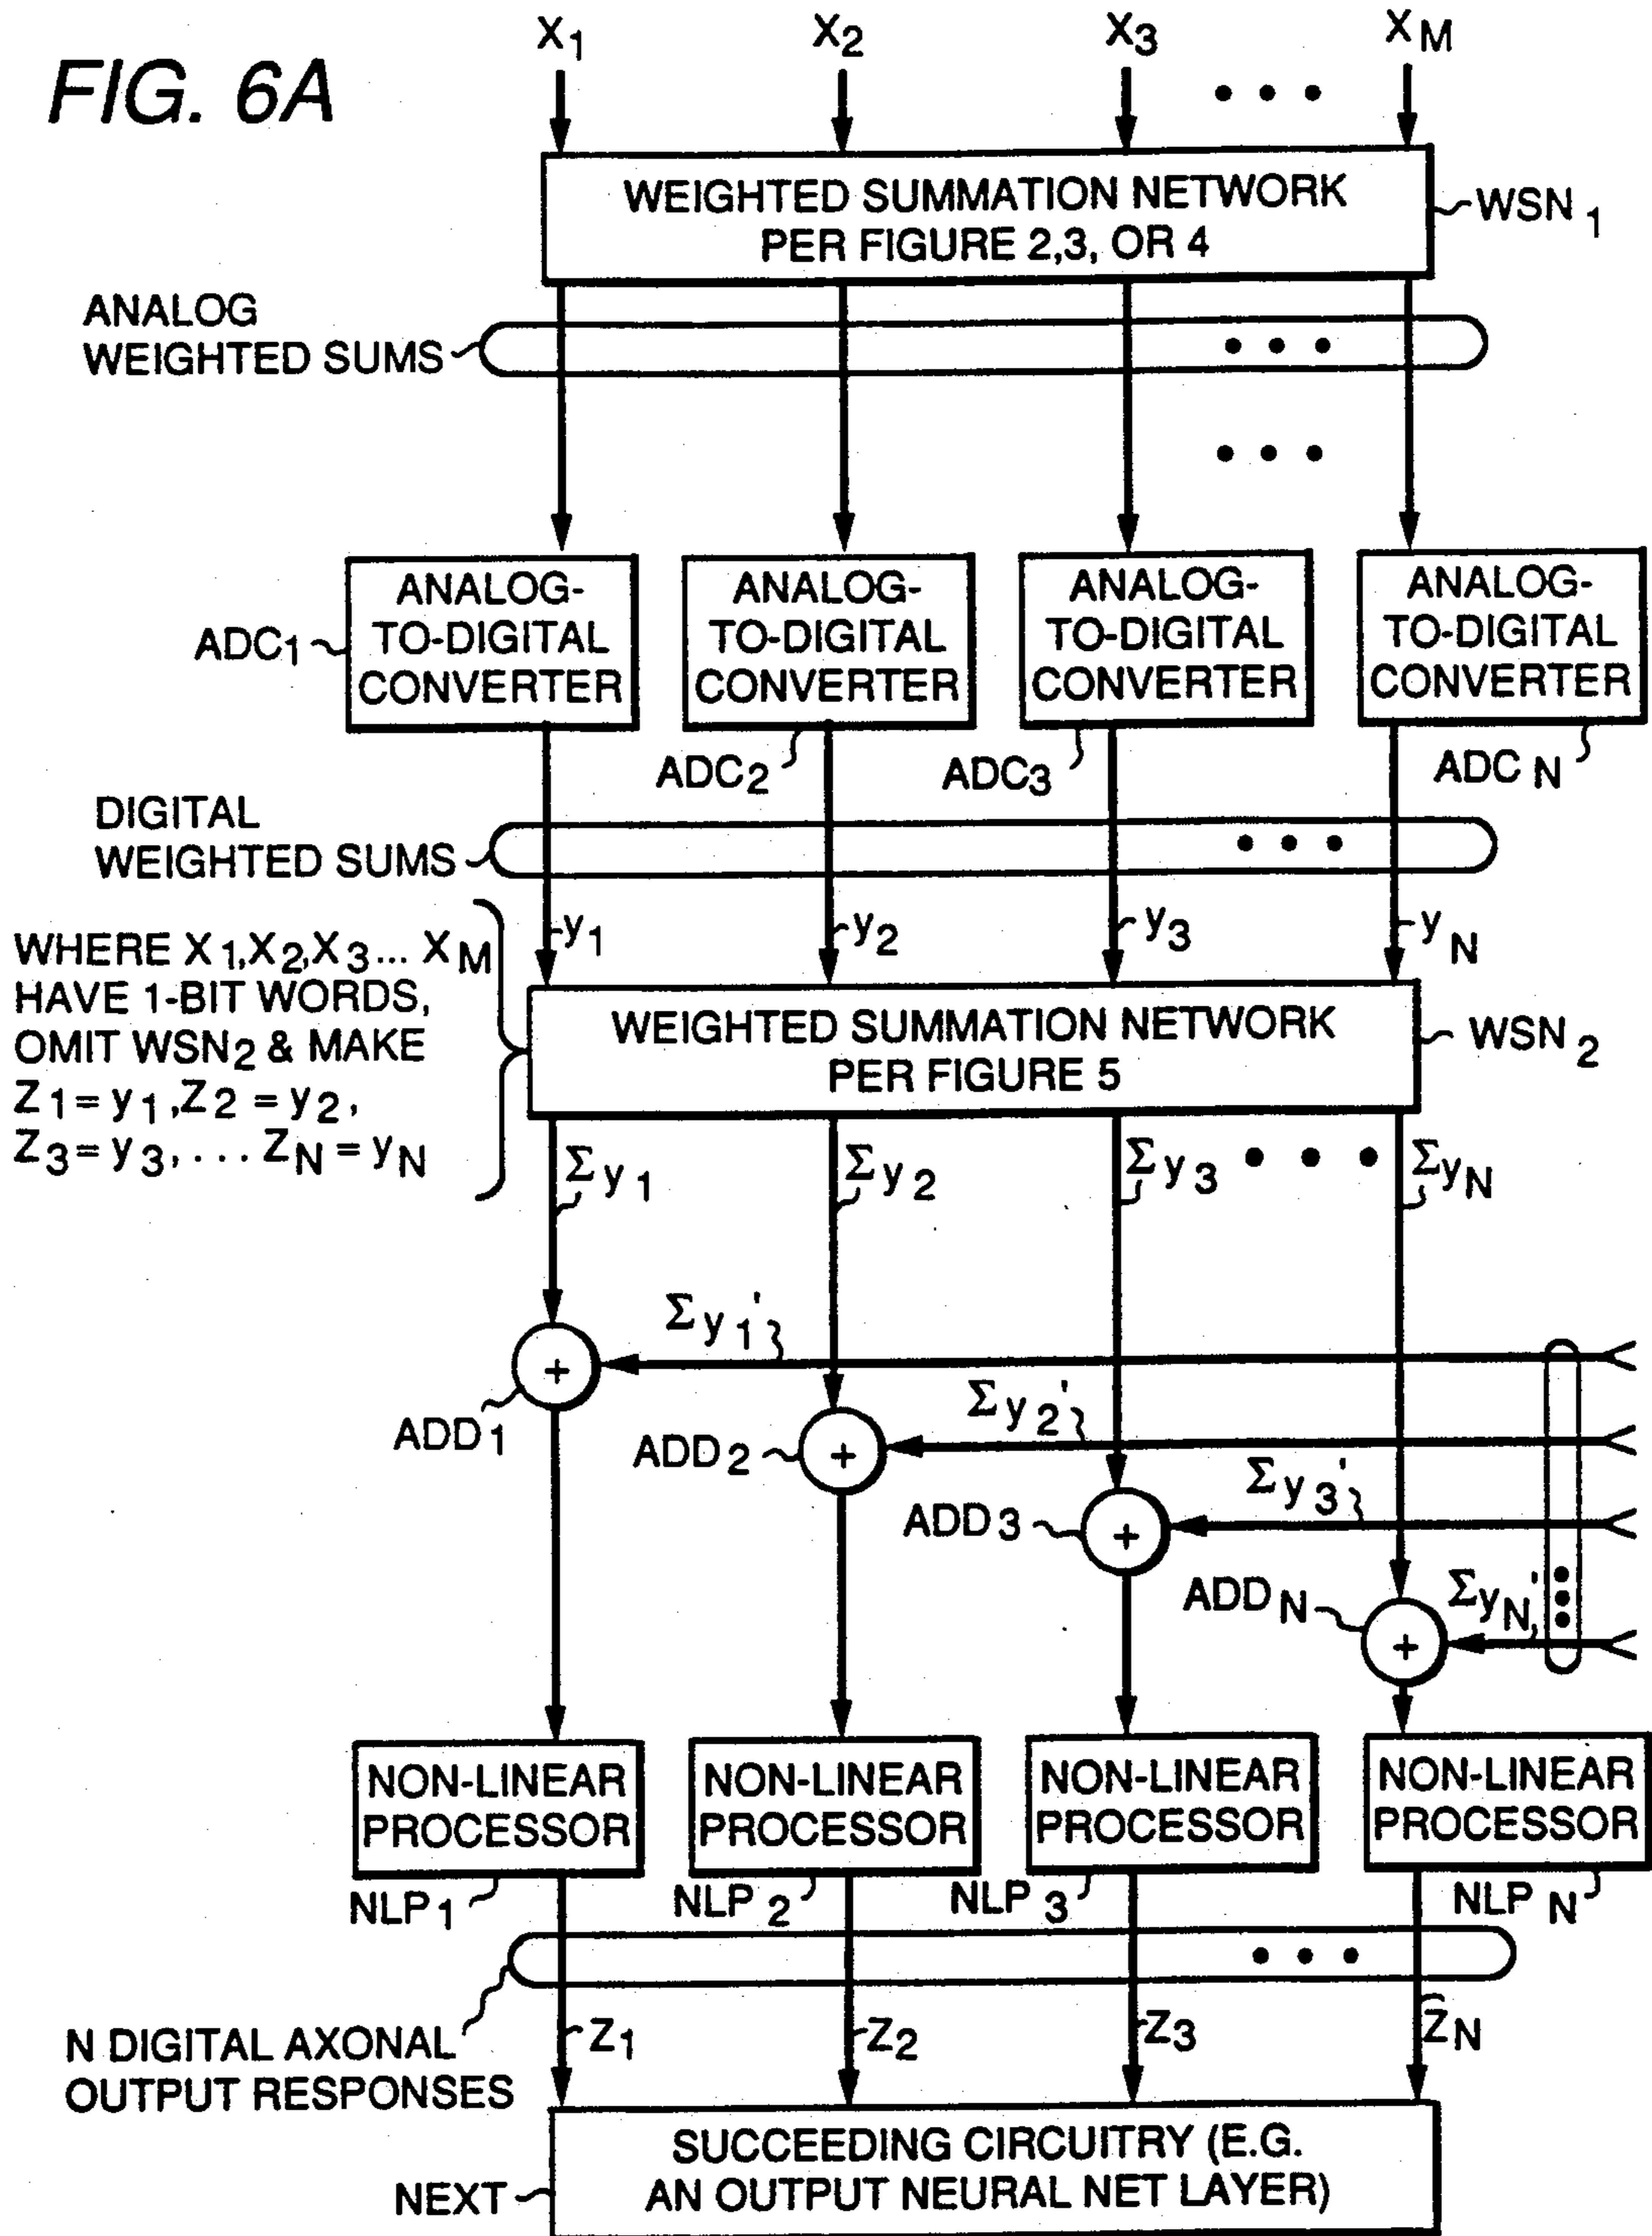 FIG. 6A
X1 X2 X3 • • • XM
WEIGHTED SUMMATION NETWORK
PER FIGURE 2,3, OR 4
WSN 1
ANALOG
WEIGHTED SUMS
• • •
• • •
ANALOG-
TO-DIGITAL
CONVERTER
ANALOG-
TO-DIGITAL
CONVERTER
ANALOG-
TO-DIGITAL
CONVERTER
ANALOG-
TO-DIGITAL
CONVERTER
ADC1
ADC2
ADC3
ADC N
DIGITAL
WEIGHTED SUMS
• • •
y1 y2 y3 yN
WHERE X1,X2,X3... XM
HAVE 1-BIT WORDS,
OMIT WSN2 & MAKE
Z1=y1,Z2=y2,
Z3=y3,...ZN=yN
WEIGHTED SUMMATION NETWORK
PER FIGURE 5
WSN 2
Σy1 Σy2 Σy3 • • • ΣyN
Σy1'
+
ADD1
Σy2'
+
ADD2
Σy3'
+
ADD3
ΣyN'
+
ADDN
NON-LINEAR
PROCESSOR
NON-LINEAR
PROCESSOR
NON-LINEAR
PROCESSOR
NON-LINEAR
PROCESSOR
NLP1
NLP2
NLP3
NLPN
• • •
N DIGITAL AXONAL
OUTPUT RESPONSES
Z1 Z2 Z3 ZN
SUCCEEDING CIRCUITRY (E.G.
AN OUTPUT NEURAL NET LAYER)
NEXT